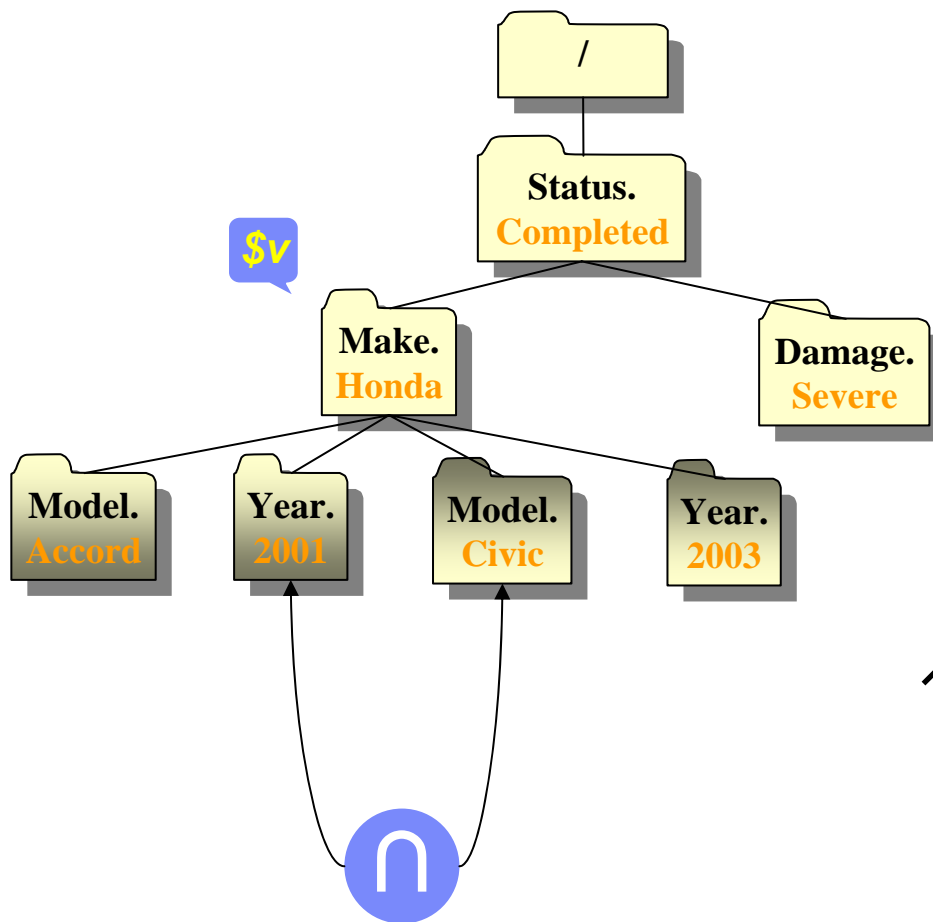 /
Status.
Completed
$v
Make.
Honda
Damage.
Severe
Model.
Accord
Year.
2001
Model.
Civic
Year.
2003
∩